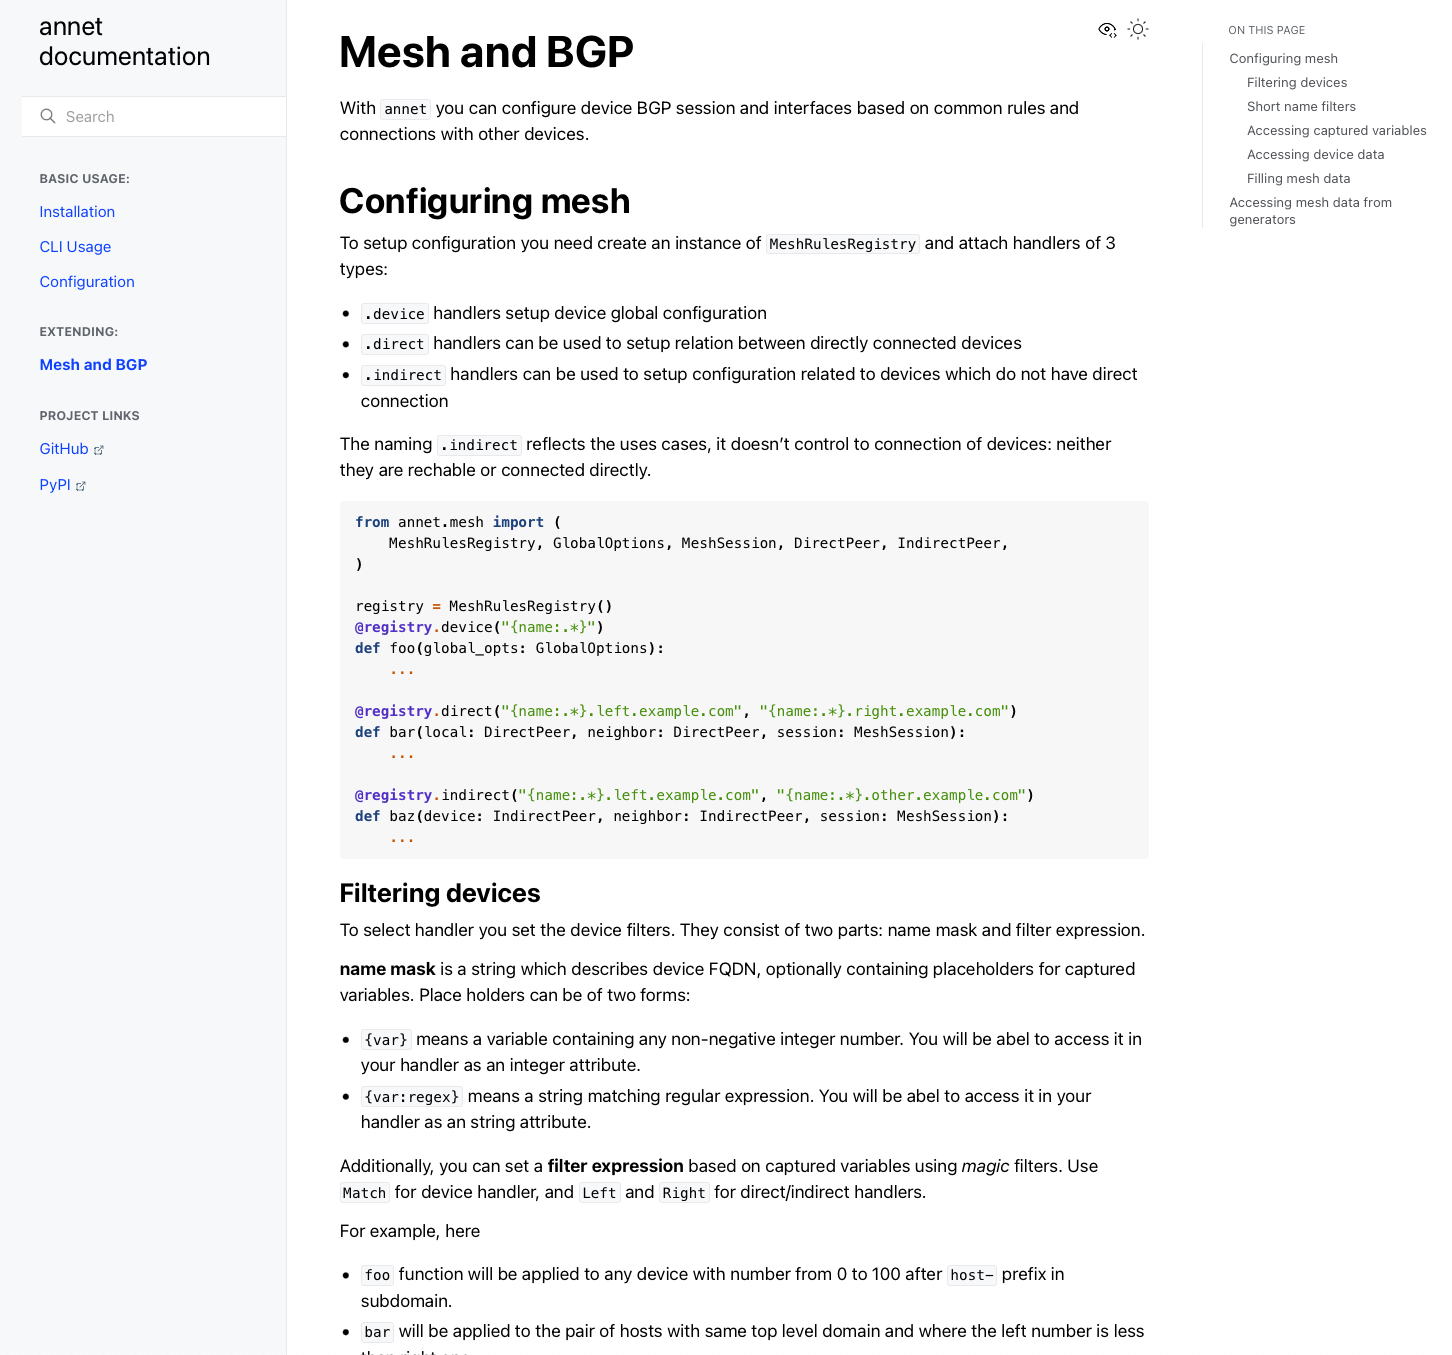 annet
documentation
Search
BASIC USAGE:
Installation
CLI Usage
Configuration
EXTENDING:
Mesh and BGP
PROJECT LINKS
GitHub
PyPI
Mesh and BGP
With annet you can configure device BGP session and interfaces based on common rules and
connections with other devices.
Configuring mesh
To setup configuration you need create an instance of MeshRulesRegistry and attach handlers of 3
types:
• .device handlers setup device global configuration
• .direct handlers can be used to setup relation between directly connected devices
• .indirect handlers can be used to setup configuration related to devices which do not have direct
connection
The naming .indirect reflects the uses cases, it doesn’t control to connection of devices: neither
they are rechable or connected directly.
from annet.mesh import (
    MeshRulesRegistry, GlobalOptions, MeshSession, DirectPeer, IndirectPeer,
)
registry = MeshRulesRegistry()
@registry.device("{name:.*}")
def foo(global_opts: GlobalOptions):
    ...
@registry.direct("{name:.*}.left.example.com", "{name:.*}.right.example.com")
def bar(local: DirectPeer, neighbor: DirectPeer, session: MeshSession):
    ...
@registry.indirect("{name:.*}.left.example.com", "{name:.*}.other.example.com")
def baz(device: IndirectPeer, neighbor: IndirectPeer, session: MeshSession):
    ...
Filtering devices
To select handler you set the device filters. They consist of two parts: name mask and filter expression.
name mask is a string which describes device FQDN, optionally containing placeholders for captured
variables. Place holders can be of two forms:
• {var} means a variable containing any non-negative integer number. You will be abel to access it in
your handler as an integer attribute.
• {var:regex} means a string matching regular expression. You will be abel to access it in your
handler as an string attribute.
Additionally, you can set a filter expression based on captured variables using magic filters. Use
Match for device handler, and Left and Right for direct/indirect handlers.
For example, here
• foo function will be applied to any device with number from 0 to 100 after host- prefix in
subdomain.
• bar will be applied to the pair of hosts with same top level domain and where the left number is less
ON THIS PAGE
Configuring mesh
Filtering devices
Short name filters
Accessing captured variables
Accessing device data
Filling mesh data
Accessing mesh data from
generators